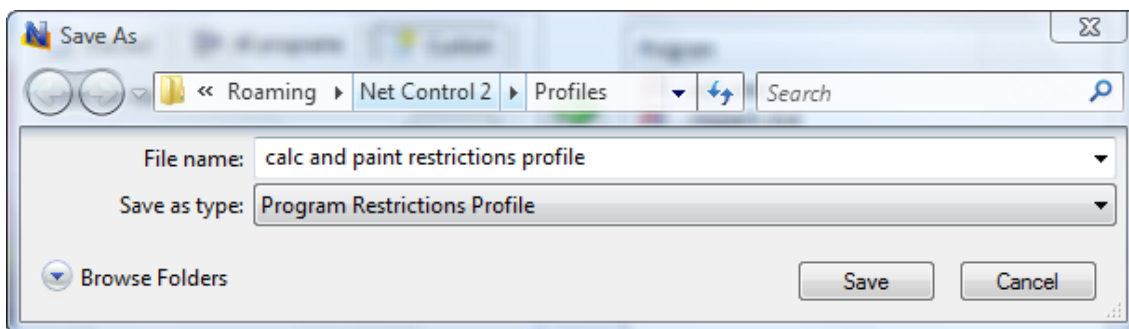 Save As
« Roaming Net Control 2 Profiles Search
File name: calc and paint restrictions profile
Save as type: Program Restrictions Profile
Browse Folders Save Cancel